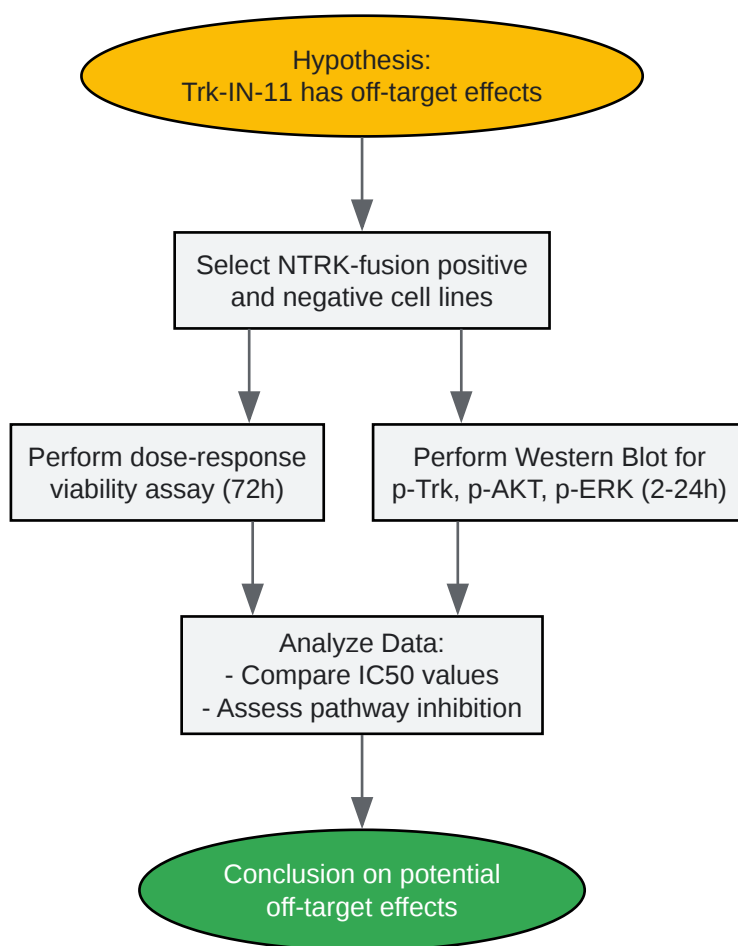 Hypothesis:
Trk-IN-11 has off-target effects
Select NTRK-fusion positive
and negative cell lines
Perform dose-response
viability assay (72h)
Perform Western Blot for
p-Trk, p-AKT, p-ERK (2-24h)
Analyze Data:
- Compare IC50 values
- Assess pathway inhibition
Conclusion on potential
off-target effects